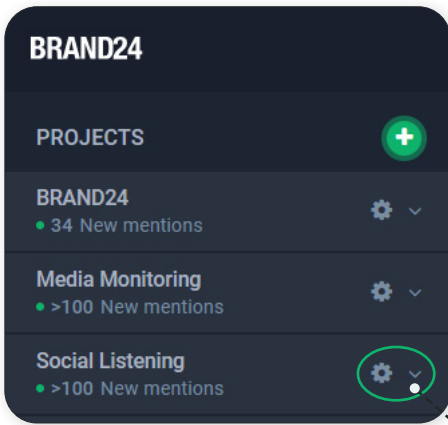 BRAND24
PROJECTS
BRAND24
34 New mentions
Media Monitoring
>100 New mentions
Social Listening
>100 New mentions